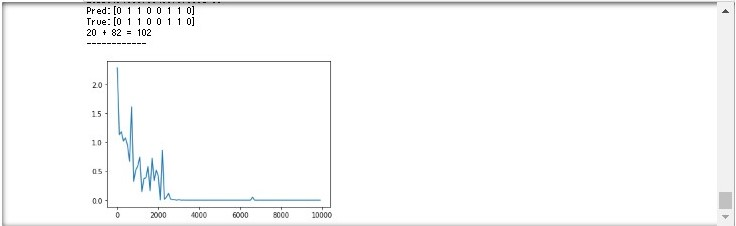 Pred:[0 1 1 0 0 1 1 0]
True:[0 1 1 0 0 1 1 0]
20 + 82 = 102
------------
2.0
1.5
1.0
0.5
0.0
0 2000 4000 6000 8000 10000